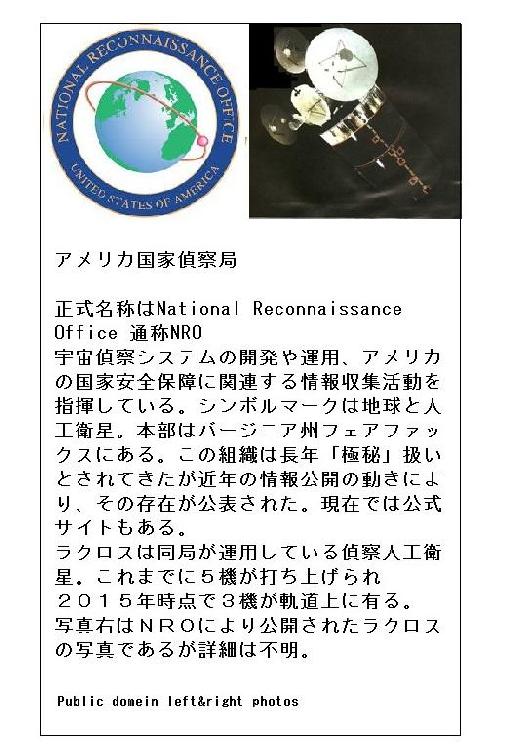 NATIONAL RECONNAISSANCE OFFICE
UNITED STATES OF AMERICA
アメリカ国家偵察局
正式名称はNational Reconnaissance
Office 通称NRO
宇宙偵察システムの開発や運用、アメリカ
の国家安全保障に関連する情報収集活動を
指揮している。シンボルマークは地球と人
工衛星。本部はバージニア州フェアファッ
クスにある。この組織は長年「極秘」扱い
とされてきたが近年の情報公開の動きによ
り、その存在が公表された。現在では公式
サイトもある。
ラクロスは同局が運用している偵察人工衛
星。これまでに５機が打ち上げられ
２０１５年時点で３機が軌道上に有る。
写真右はＮＲＯにより公開されたラクロス
の写真であるが詳細は不明。
Public domein left&right photos